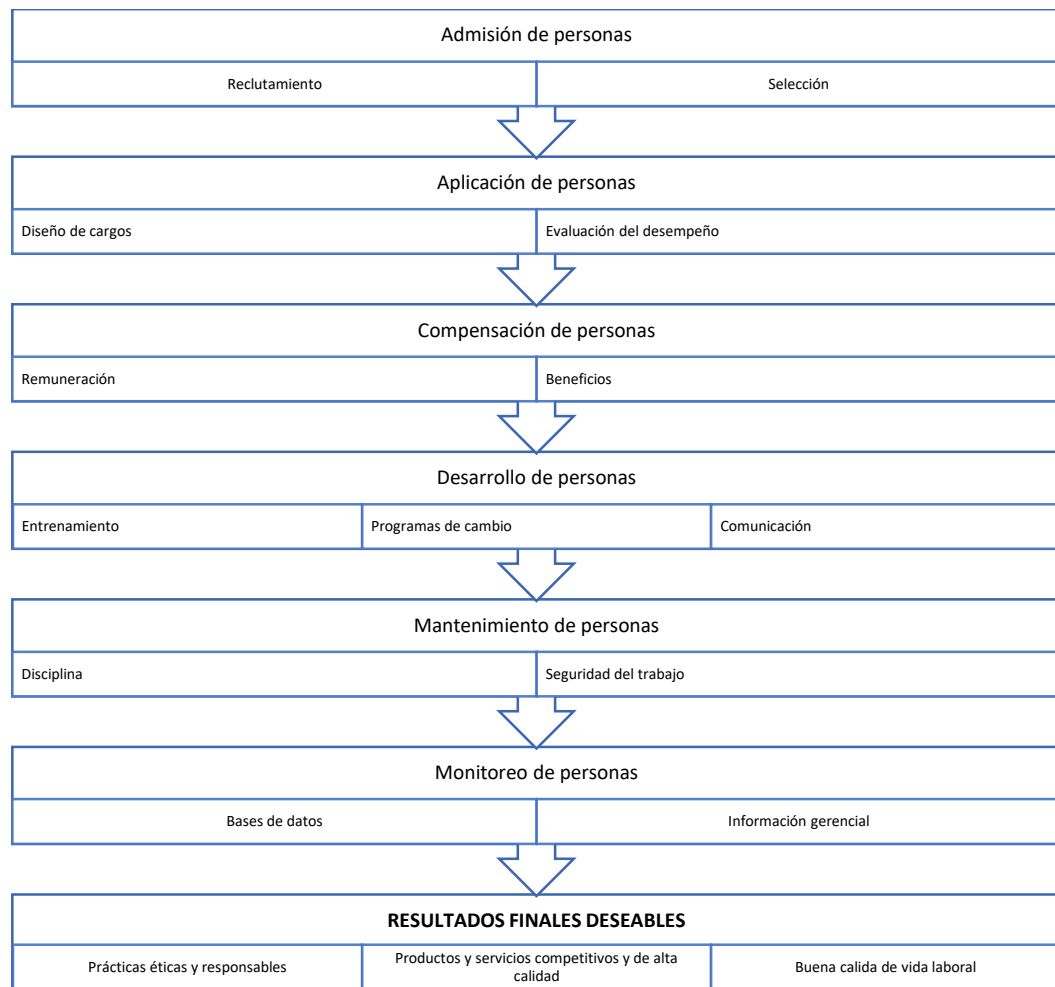 Admisión de personas
Reclutamiento
Selección
Aplicación de personas
Diseño de cargos
Evaluación del desempeño
Compensación de personas
Remuneración
Beneficios
Desarrollo de personas
Entrenamiento
Programas de cambio
Comunicación
Mantenimiento de personas
Disciplina
Seguridad del trabajo
Monitoreo de personas
Bases de datos
Información gerencial
RESULTADOS FINALES DESEABLES
Prácticas éticas y responsables
Productos y servicios competitivos y de alta
calidad
Buena calida de vida laboral